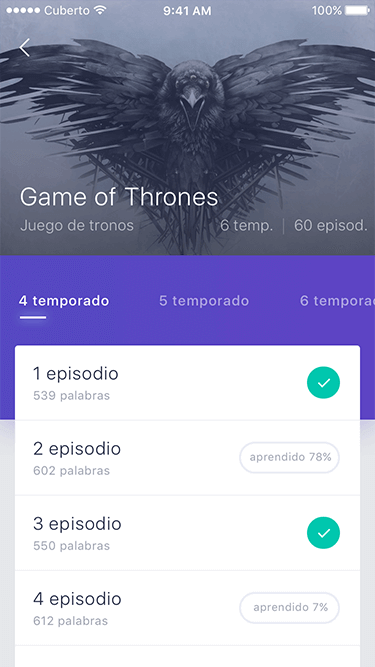 Cuberto 9:41 AM 100%
Game of Thrones
Juego de tronos 6 temp. 60 episod.
4 temporado 5 temporado 6 tempora
1 episodio
539 palabras
2 episodio
602 palabras
aprendido 78%
3 episodio
550 palabras
4 episodio
612 palabras
aprendido 7%